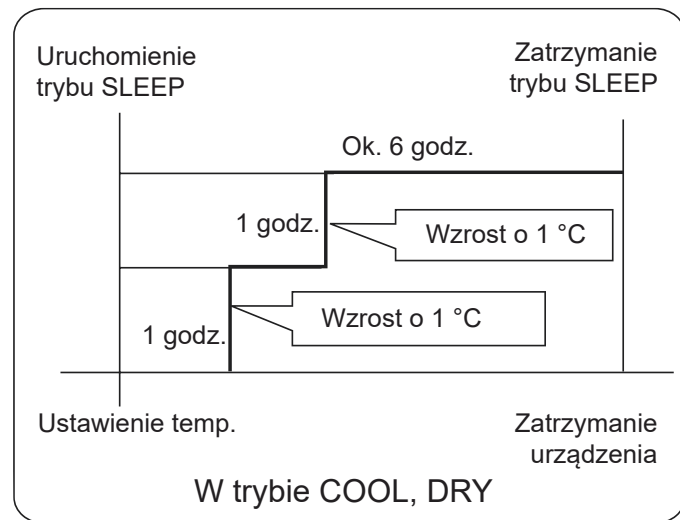 Uruchomienie
trybu SLEEP
Zatrzymanie
trybu SLEEP
Ok. 6 godz.
1 godz.
Wzrost o 1 °C
Wzrost o 1 °C
1 godz.
Ustawienie temp.
Zatrzymanie
urządzenia
W trybie COOL, DRY